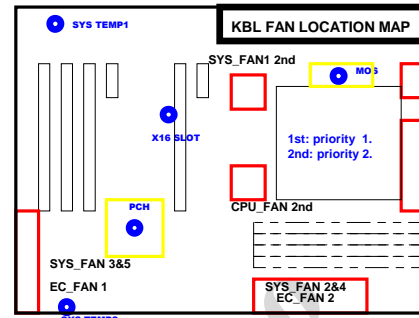 KBL FAN LOCATION MAP
SYS TEMP1
SYS_FAN1 2nd
MOS
X16 SLOT
1st: priority 1.
2nd: priority 2.
PCH
CPU_FAN 2nd
SYS_FAN 3&5
EC_FAN 1
SYS_FAN 2&4
EC_FAN 2